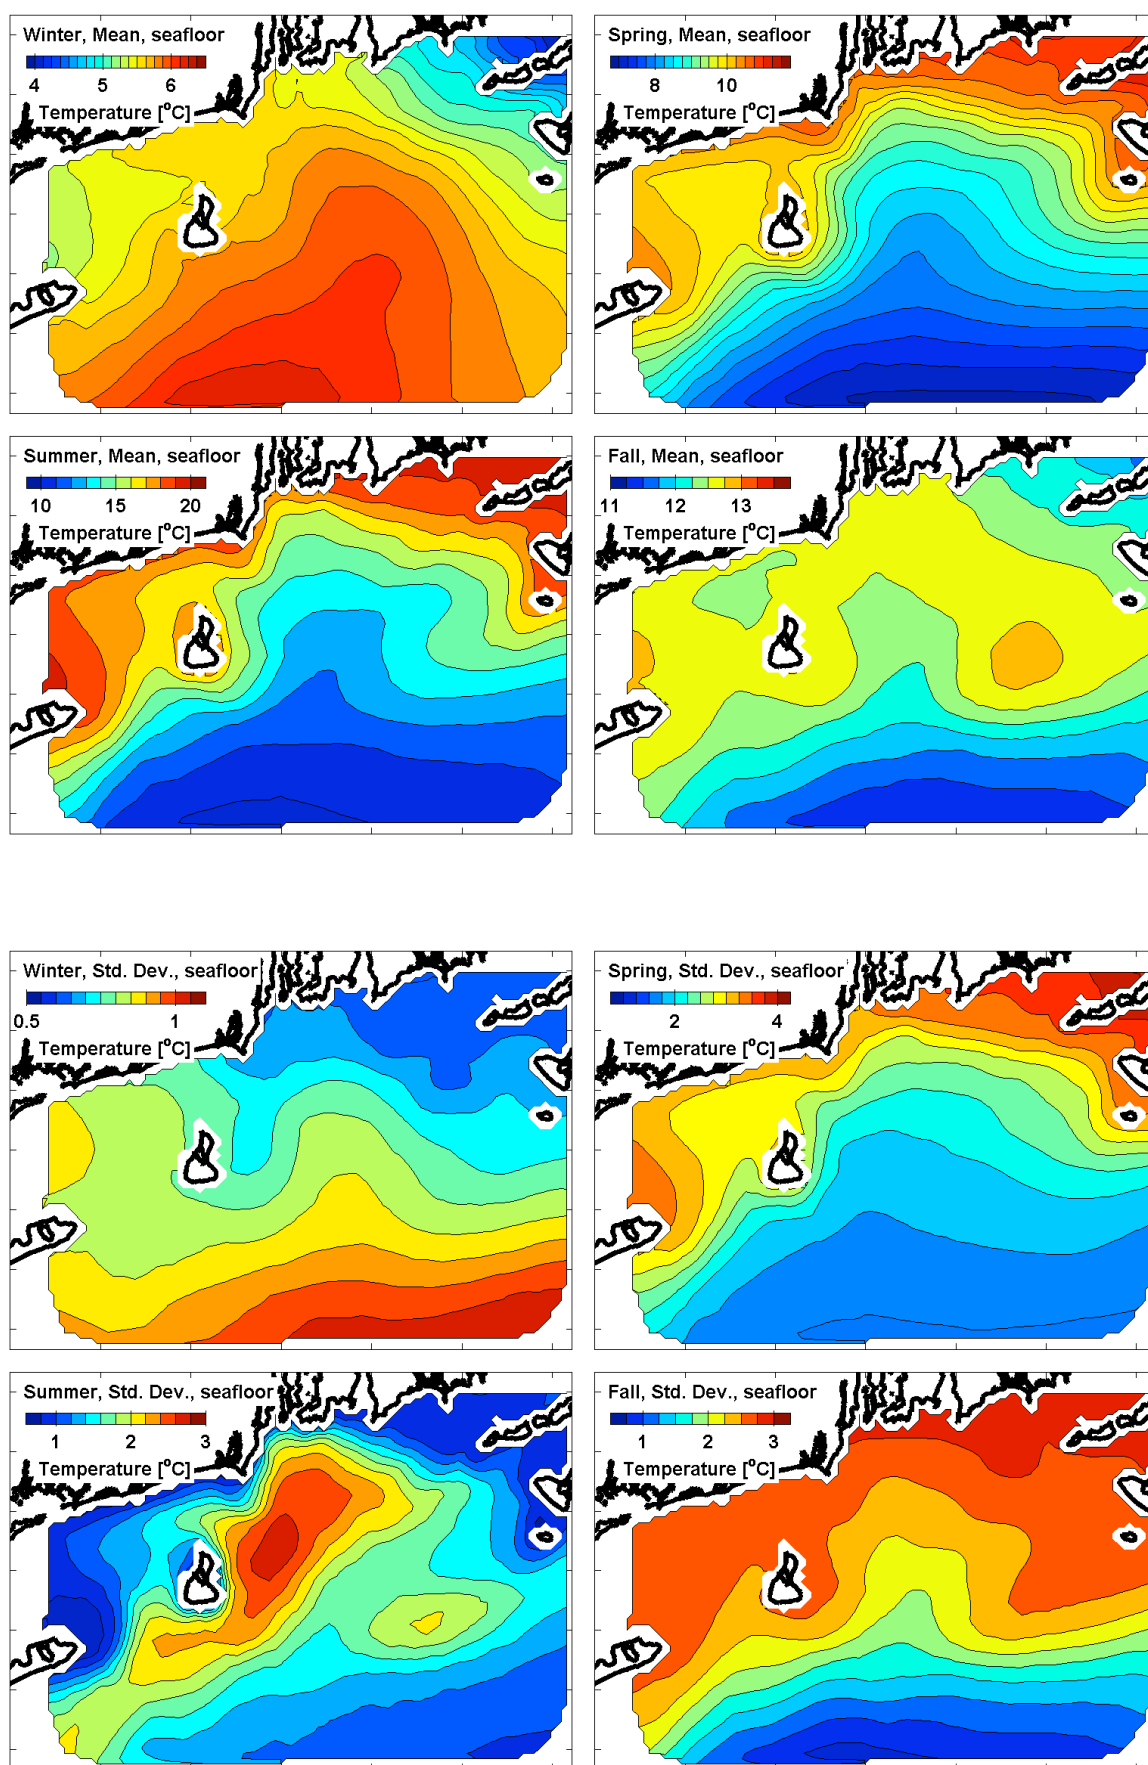 Winter, Mean, seafloor
4 5 6
Temperature [°C]
Spring, Mean, seafloor
8 10
Temperature [°C]
Summer, Mean, seafloor
10 15 20
Temperature [°C]
Fall, Mean, seafloor
11 12 13
Temperature [°C]
Winter, Std. Dev., seafloor
0.5 1
Temperature [°C]
Spring, Std. Dev., seafloor
2 4
Temperature [°C]
Summer, Std. Dev., seafloor
1 2 3
Temperature [°C]
Fall, Std. Dev., seafloor
1 2 3
Temperature [°C]